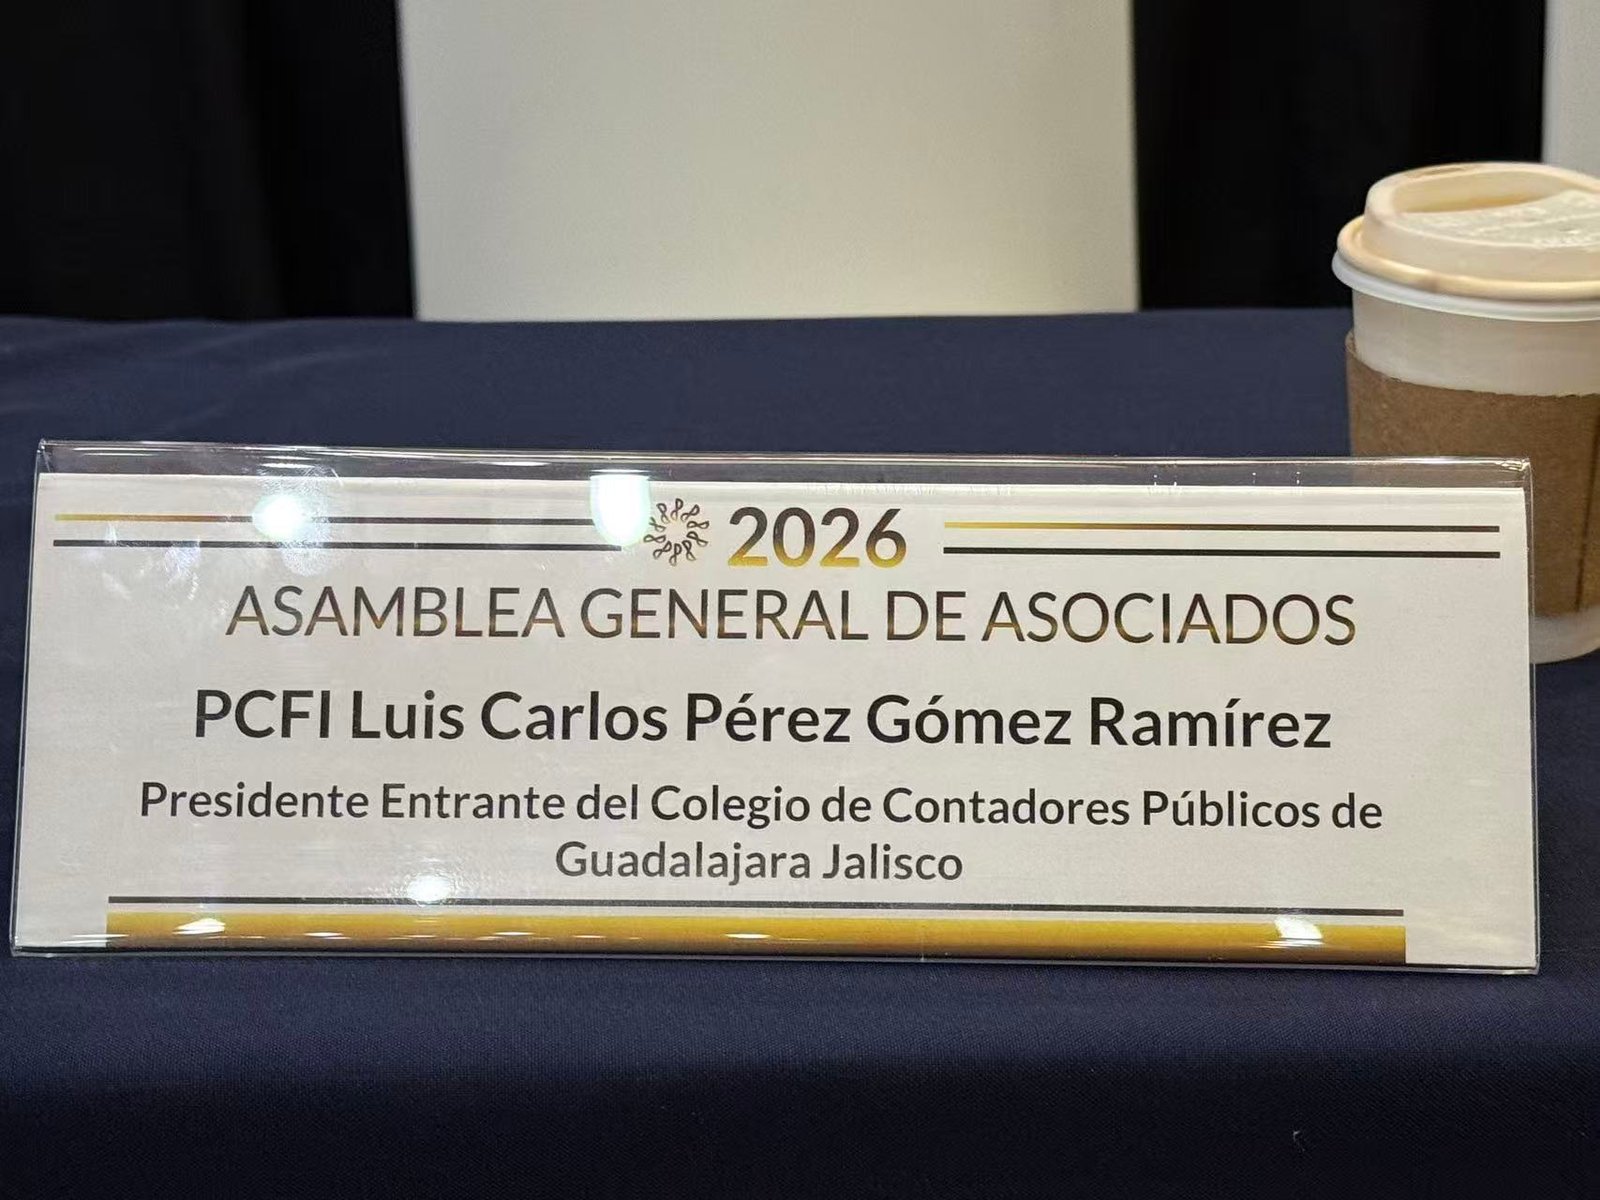 2026
ASAMBLEA GENERAL DE ASOCIADOS
PCFI Luis Carlos Pérez Gómez Ramírez
Presidente Entrante del Colegio de Contadores Públicos de
Guadalajara Jalisco